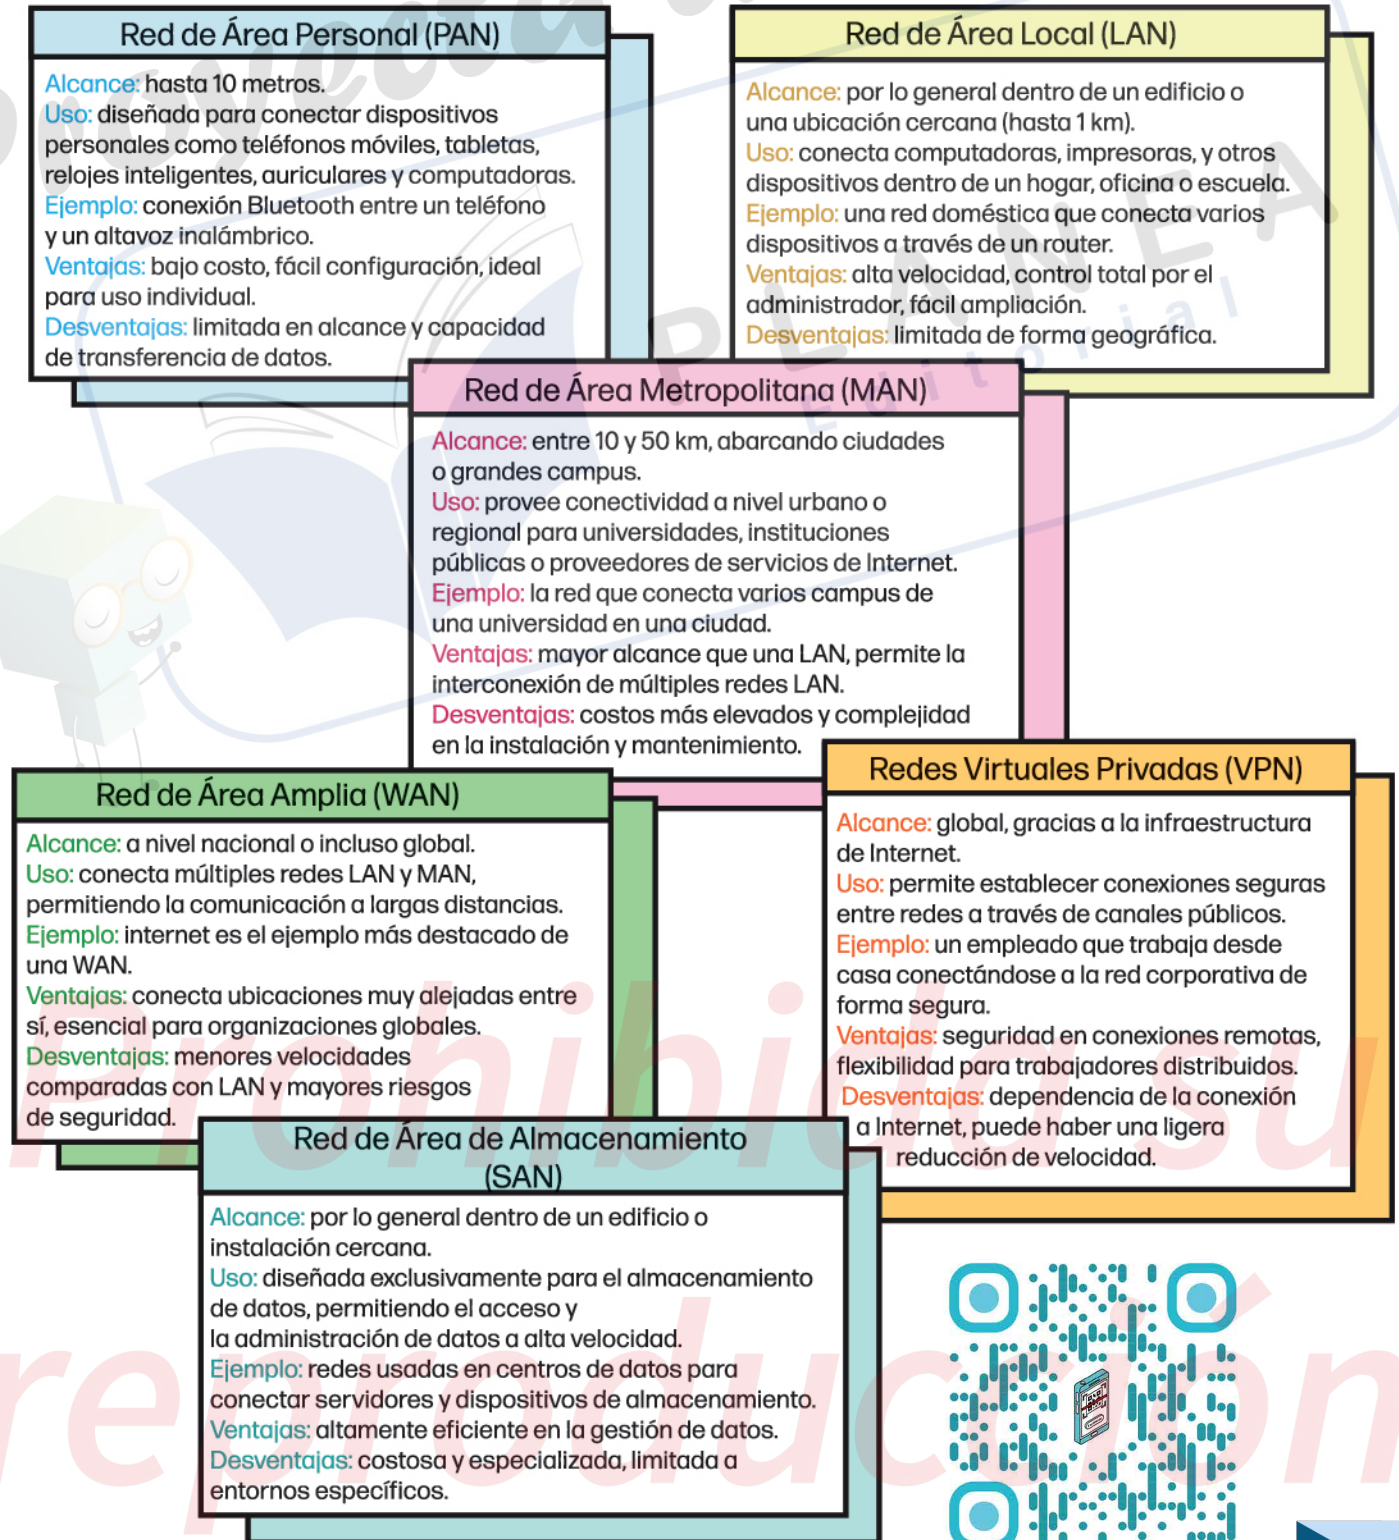 Red de Área Personal (PAN)
Alcance: hasta 10 metros.
Uso: diseñada para conectar dispositivos
personales como teléfonos móviles, tabletas,
relojes inteligentes, auriculares y computadoras.
Ejemplo: conexión Bluetooth entre un teléfono
y un altavoz inalámbrico.
Ventajas: bajo costo, fácil configuración, ideal
para uso individual.
Desventajas: limitada en alcance y capacidad
de transferencia de datos.
Red de Área Local (LAN)
Alcance: por lo general dentro de un edificio o
una ubicación cercana (hasta 1 km).
Uso: conecta computadoras, impresoras, y otros
dispositivos dentro de un hogar, oficina o escuela.
Ejemplo: una red doméstica que conecta varios
dispositivos a través de un router.
Ventajas: alta velocidad, control total por el
administrador, fácil ampliación.
Desventajas: limitada de forma geográfica.
Red de Área Metropolitana (MAN)
Alcance: entre 10 y 50 km, abarcando ciudades
o grandes campus.
Uso: provee conectividad a nivel urbano o
regional para universidades, instituciones
públicas o proveedores de servicios de Internet.
Ejemplo: la red que conecta varios campus de
una universidad en una ciudad.
Ventajas: mayor alcance que una LAN, permite la
interconexión de múltiples redes LAN.
Desventajas: costos más elevados y complejidad
en la instalación y mantenimiento.
Red de Área Amplia (WAN)
Alcance: a nivel nacional o incluso global.
Uso: conecta múltiples redes LAN y MAN,
permitiendo la comunicación a largas distancias.
Ejemplo: internet es el ejemplo más destacado de
una WAN.
Ventajas: conecta ubicaciones muy alejadas entre
sí, esencial para organizaciones globales.
Desventajas: menores velocidades
comparadas con LAN y mayores riesgos
de seguridad.
Redes Virtuales Privadas (VPN)
Alcance: global, gracias a la infraestructura
de Internet.
Uso: permite establecer conexiones seguras
entre redes a través de canales públicos.
Ejemplo: un empleado que trabaja desde
casa conectándose a la red corporativa de
forma segura.
Ventajas: seguridad en conexiones remotas,
flexibilidad para trabajadores distribuidos.
Desventajas: dependencia de la conexión
a Internet, puede haber una ligera
reducción de velocidad.
Red de Área de Almacenamiento
(SAN)
Alcance: por lo general dentro de un edificio o
instalación cercana.
Uso: diseñada exclusivamente para el almacenamiento
de datos, permitiendo el acceso y
la administración de datos a alta velocidad.
Ejemplo: redes usadas en centros de datos para
conectar servidores y dispositivos de almacenamiento.
Ventajas: altamente eficiente en la gestión de datos.
Desventajas: costosa y especializada, limitada a
entornos específicos.
PLANEA
Editorial
Prohibida su
reproducción